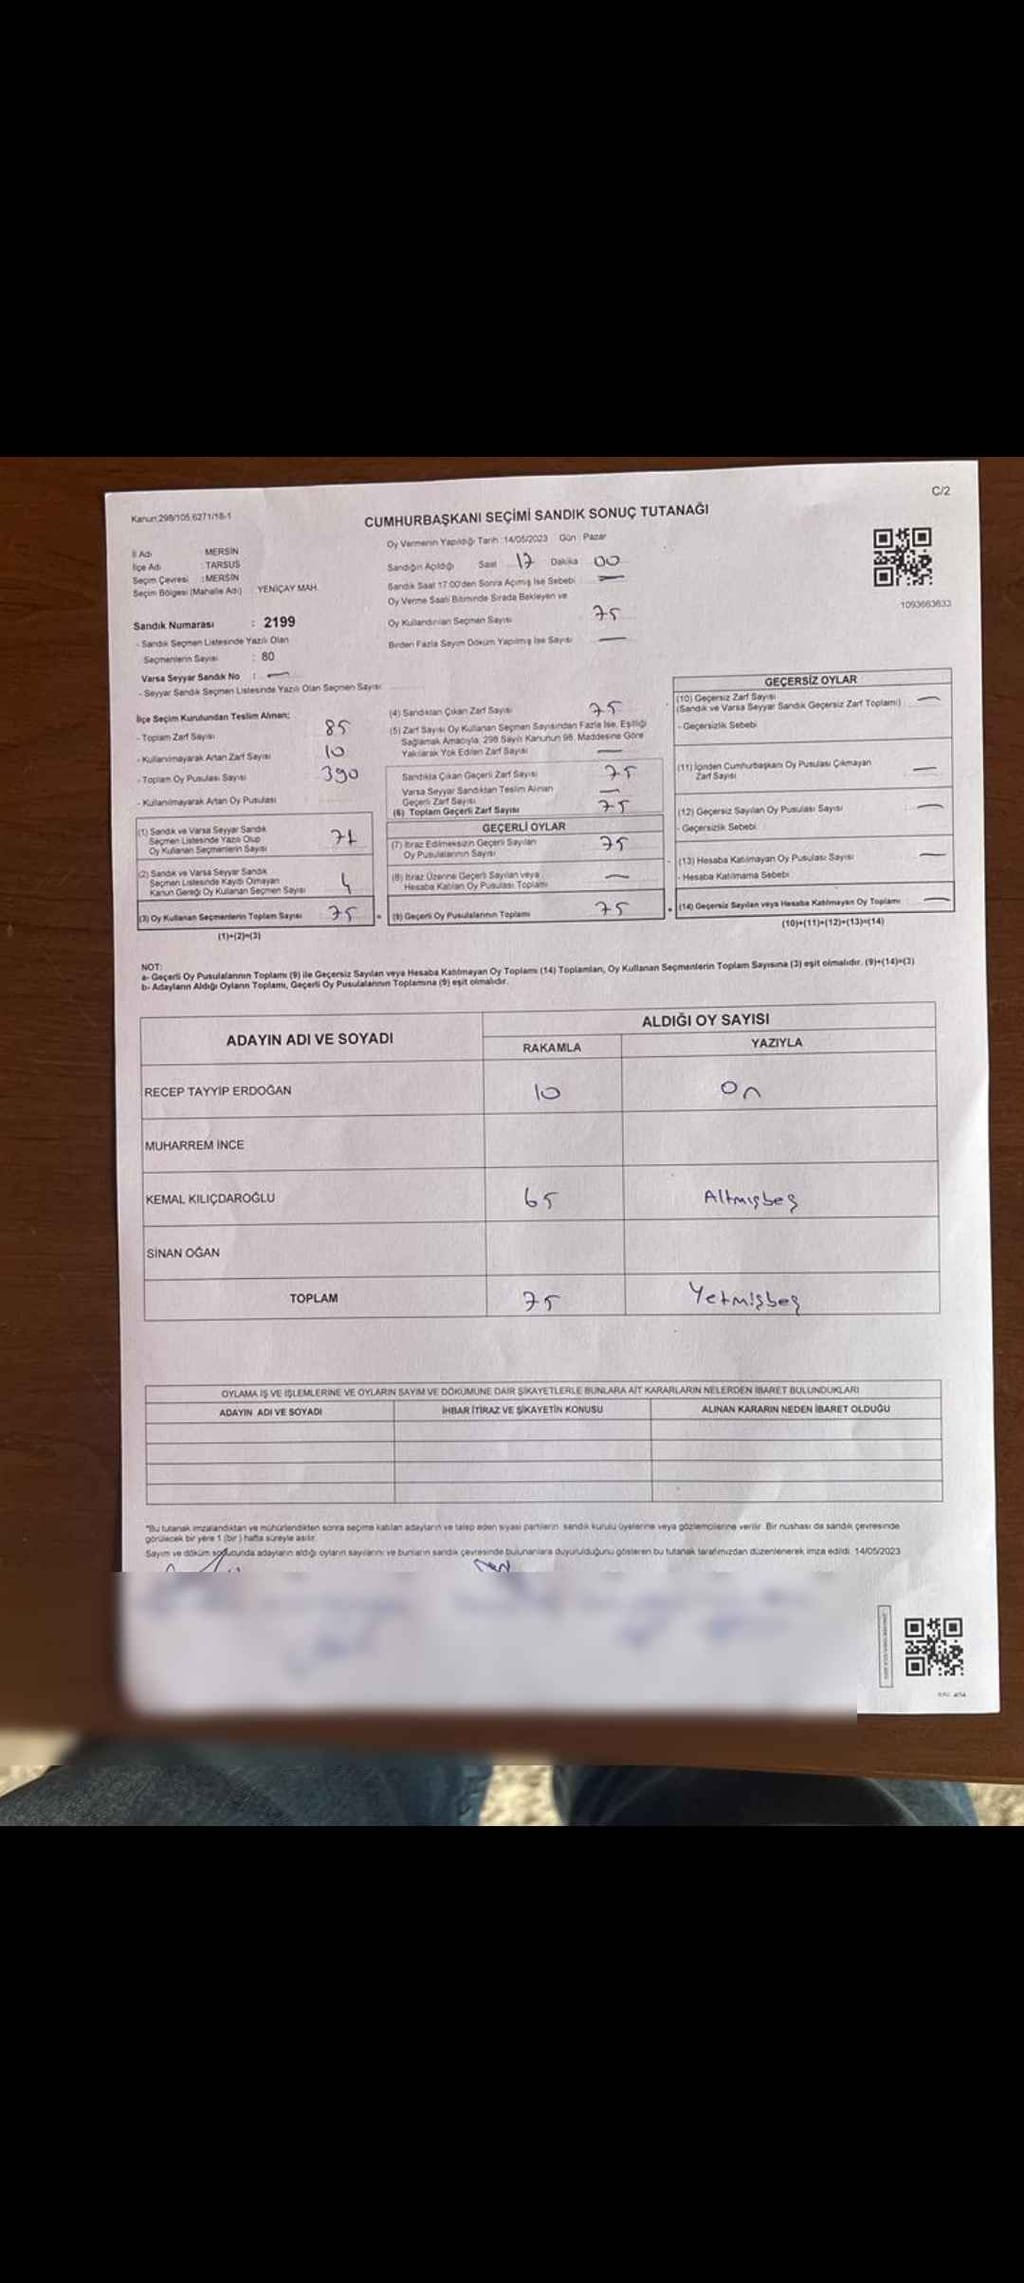 C/2
Kanun:298/105,6271/18-1
CUMHURBAŞKANI SEÇİMİ SANDIK SONUÇ TUTANAĞI
İl Adı : MERSİN
İlçe Adı : TARSUS
Seçim Çevresi : MERSİN
Seçim Bölgesi (Mahalle Adı) : YENİÇAY MAH.
Oy Vermenin Yapıldığı Tarih :14/05/2023 Gün : Pazar
Sandığın Açıldığı Saat 17 Dakika 00
Sandık Saat 17:00'den Sonra Açılmış İse Sebebi —
Oy Verme Saati Bitiminde Sırada Bekleyen ve
Oy Kullandırılan Seçmen Sayısı 75
Birden Fazla Sayım Döküm Yapılmış İse Sayısı —
1093663633
Sandık Numarası : 2199
- Sandık Seçmen Listesinde Yazılı Olan
Seçmenlerin Sayısı : 80
Varsa Seyyar Sandık No : —
- Seyyar Sandık Seçmen Listesinde Yazılı Olan Seçmen Sayısı
İlçe Seçim Kurulundan Teslim Alınan;
- Toplam Zarf Sayısı 85
- Kullanılmayarak Artan Zarf Sayısı 10
- Toplam Oy Pusulası Sayısı 390
- Kullanılmayarak Artan Oy Pusulası
(1) Sandık ve Varsa Seyyar Sandık
Seçmen Listesinde Yazılı Olup
Oy Kullanan Seçmenlerin Sayısı 71
(2) Sandık ve Varsa Seyyar Sandık
Seçmen Listesinde Kaydı Olmayan
Kanun Gereği Oy Kullanan Seçmen Sayısı 4
(3) Oy Kullanan Seçmenlerin Toplam Sayısı 75
(1)+(2)=(3)
(4) Sandıktan Çıkan Zarf Sayısı 75
(5) Zarf Sayısı Oy Kullanan Seçmen Sayısından Fazla İse, Eşitliği
Sağlamak Amacıyla, 298 Sayılı Kanunun 98. Maddesine Göre
Yakılarak Yok Edilen Zarf Sayısı —
Sandıkta Çıkan Geçerli Zarf Sayısı 75
Varsa Seyyar Sandıktan Teslim Alınan
Geçerli Zarf Sayısı —
(6) Toplam Geçerli Zarf Sayısı 75
GEÇERLİ OYLAR
(7) İtiraz Edilmeksizin Geçerli Sayılan
Oy Pusulalarının Sayısı 75
(8) İtiraz Üzerine Geçerli Sayılan veya
Hesaba Katılan Oy Pusulası Toplamı —
= (9) Geçerli Oy Pusulalarının Toplamı 75
GEÇERSİZ OYLAR
(10) Geçersiz Zarf Sayısı
(Sandık ve Varsa Seyyar Sandık Geçersiz Zarf Toplamı) —
- Geçersizlik Sebebi
(11) İçinden Cumhurbaşkanı Oy Pusulası Çıkmayan
Zarf Sayısı —
(12) Geçersiz Sayılan Oy Pusulası Sayısı —
- Geçersizlik Sebebi
(13) Hesaba Katılmayan Oy Pusulası Sayısı —
- Hesaba Katılmama Sebebi
+ (14) Geçersiz Sayılan veya Hesaba Katılmayan Oy Toplamı —
(10)+(11)+(12)+(13)=(14)
NOT:
a- Geçerli Oy Pusulalarının Toplamı (9) ile Geçersiz Sayılan veya Hesaba Katılmayan Oy Toplamı (14) Toplamları, Oy Kullanan Seçmenlerin Toplam Sayısına (3) eşit olmalıdır. (9)+(14)=(3)
b- Adayların Aldığı Oyların Toplamı, Geçerli Oy Pusulalarının Toplamına (9) eşit olmalıdır.
ADAYIN ADI VE SOYADI
ALDIĞI OY SAYISI
RAKAMLA YAZIYLA
RECEP TAYYİP ERDOĞAN 10 On
MUHARREM İNCE
KEMAL KILIÇDAROĞLU 65 Altmışbeş
SİNAN OĞAN
TOPLAM 75 Yetmişbeş
OYLAMA İŞ VE İŞLEMLERİNE VE OYLARIN SAYIM VE DÖKÜMÜNE DAİR ŞİKAYETLERLE BUNLARA AİT KARARLARIN NELERDEN İBARET BULUNDUKLARI
ADAYIN ADI VE SOYADI İHBAR İTİRAZ VE ŞİKAYETİN KONUSU ALINAN KARARIN NEDEN İBARET OLDUĞU
*Bu tutanak imzalandıktan ve mühürlendikten sonra seçime katılan adayların ve talep eden siyasi partilerin sandık kurulu üyelerine veya gözlemcilerine verilir. Bir nüshası da sandık çevresinde
görülecek bir yere 1 (bir) hafta süreyle asılır.
Sayım ve döküm sonucunda adayların aldığı oyların sayılarını ve bunların sandık çevresinde bulunanlara duyurulduğunu gösteren bu tutanak tarafımızdan düzenlenerek imza edildi. 14/05/2023